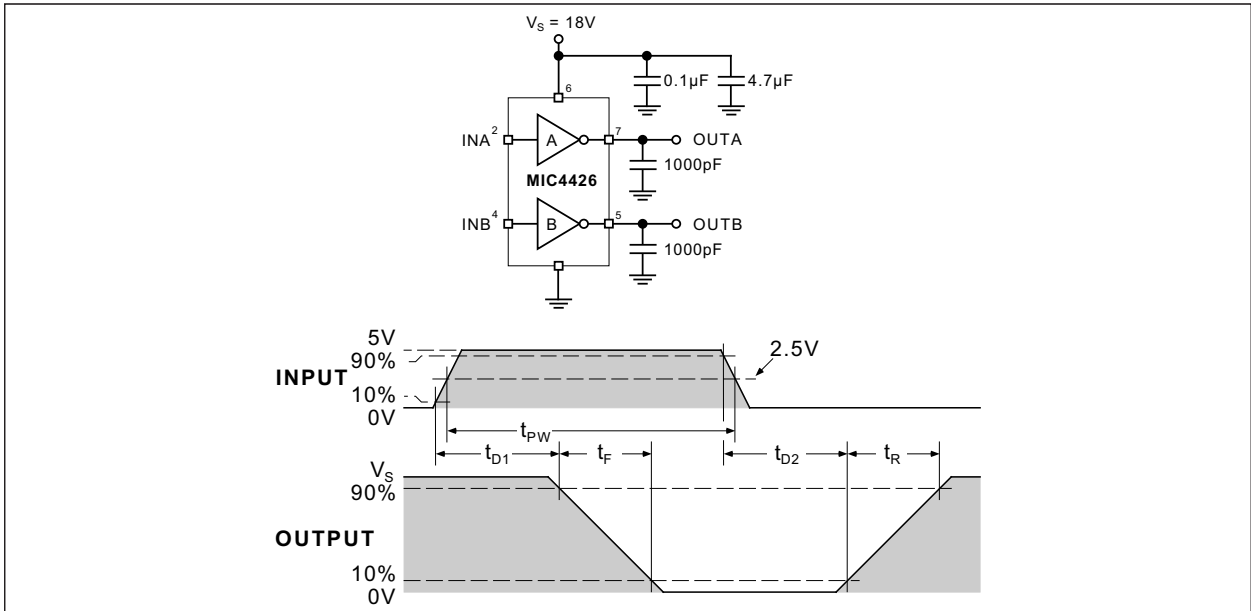 V_S = 18V
6
0.1µF
4.7µF
INA 2
A
7
OUTA
1000pF
MIC4426
INB 4
B
5
OUTB
1000pF
5V
90%
2.5V
INPUT
10%
0V
t_PW
t_D1
t_F
t_D2
t_R
V_S
90%
OUTPUT
10%
0V